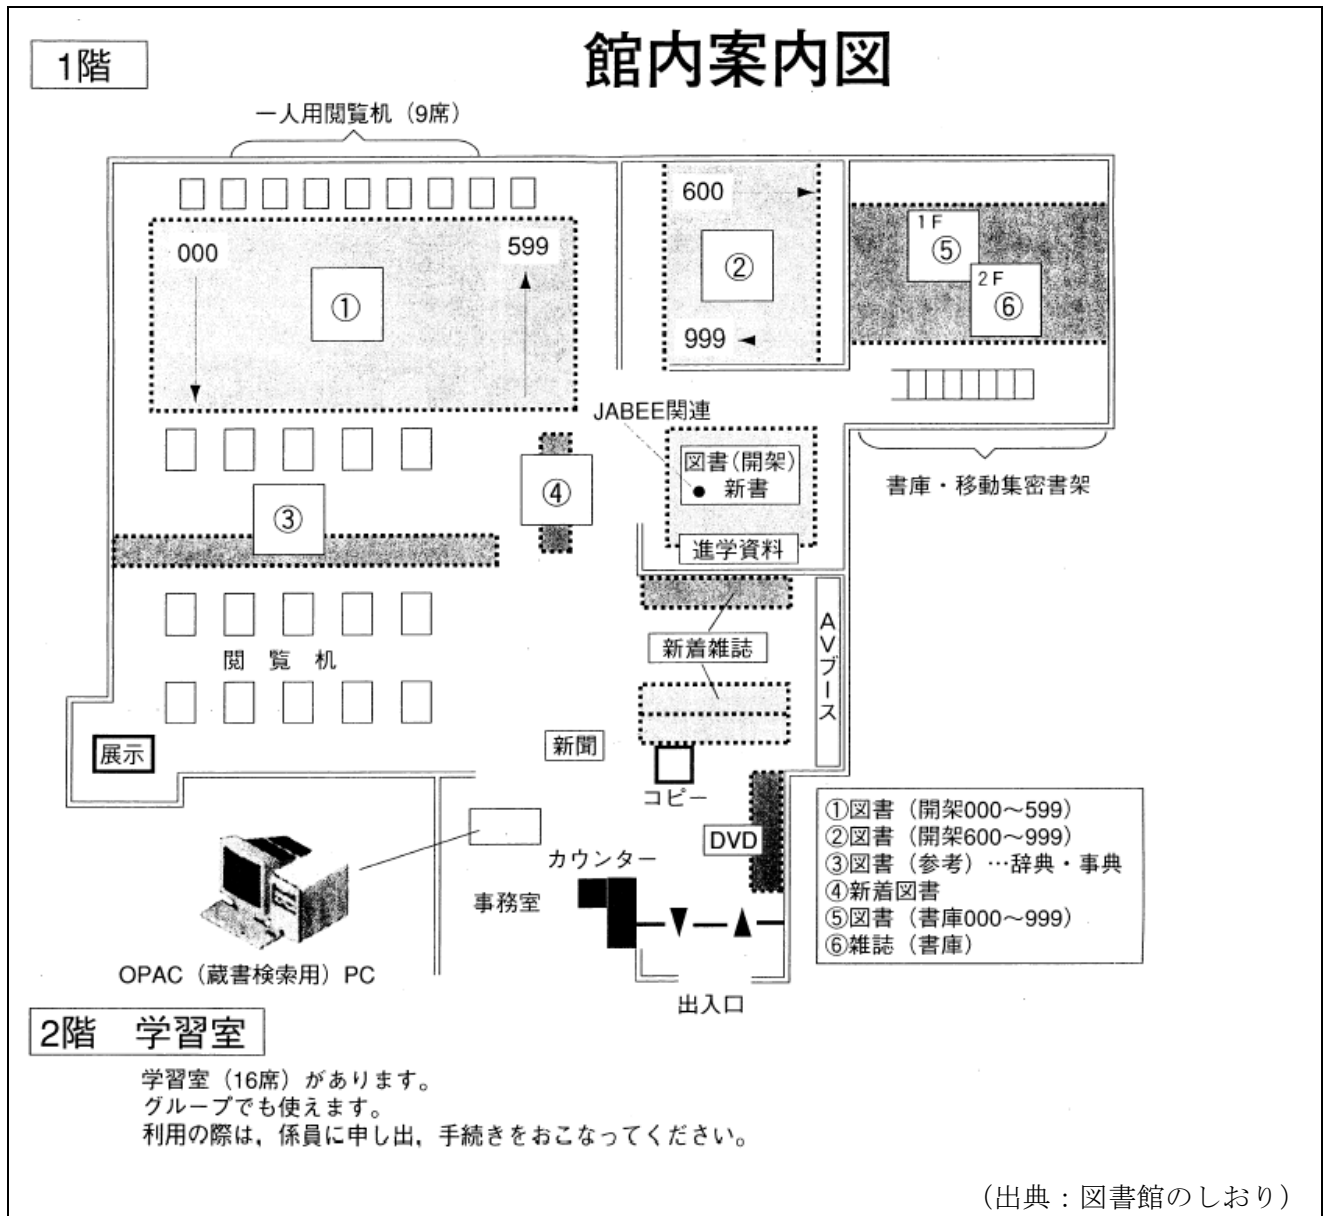 館内案内図
1階
一人用閲覧机（9席）
000
599
①
600
②
999
1F
⑤
2F
⑥
JABEE関連
図書（開架）
新書
進学資料
書庫・移動集密書架
③
④
新着雑誌
AVブース
閲覧机
展示
新聞
コピー
DVD
カウンター
事務室
OPAC（蔵書検索用）PC
出入口
①図書（開架000～599）
②図書（開架600～999）
③図書（参考）…辞典・事典
④新着図書
⑤図書（書庫000～999）
⑥雑誌（書庫）
2階　学習室
学習室（16席）があります。
グループでも使えます。
利用の際は，係員に申し出，手続きをおこなってください。
（出典：図書館のしおり）